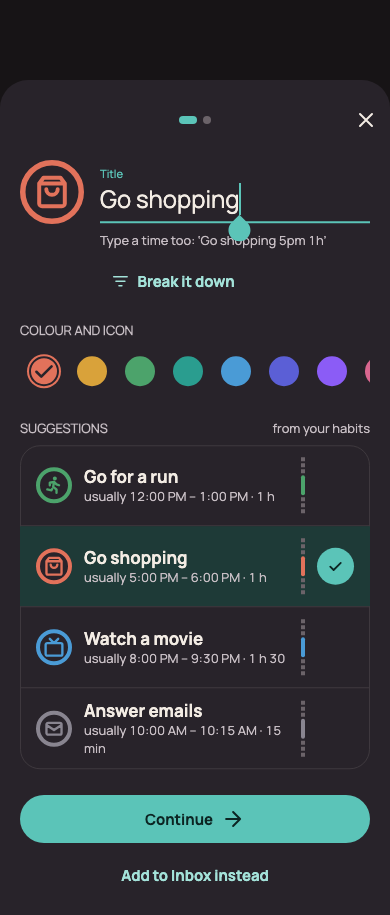 Title
Go shopping
Type a time too: 'Go shopping 5pm 1h'
Break it down
COLOUR AND ICON
SUGGESTIONS
from your habits
Go for a run
usually 12:00 PM – 1:00 PM · 1 h
Go shopping
usually 5:00 PM – 6:00 PM · 1 h
Watch a movie
usually 8:00 PM – 9:30 PM · 1 h 30
Answer emails
usually 10:00 AM – 10:15 AM · 15
min
Continue
Add to Inbox instead